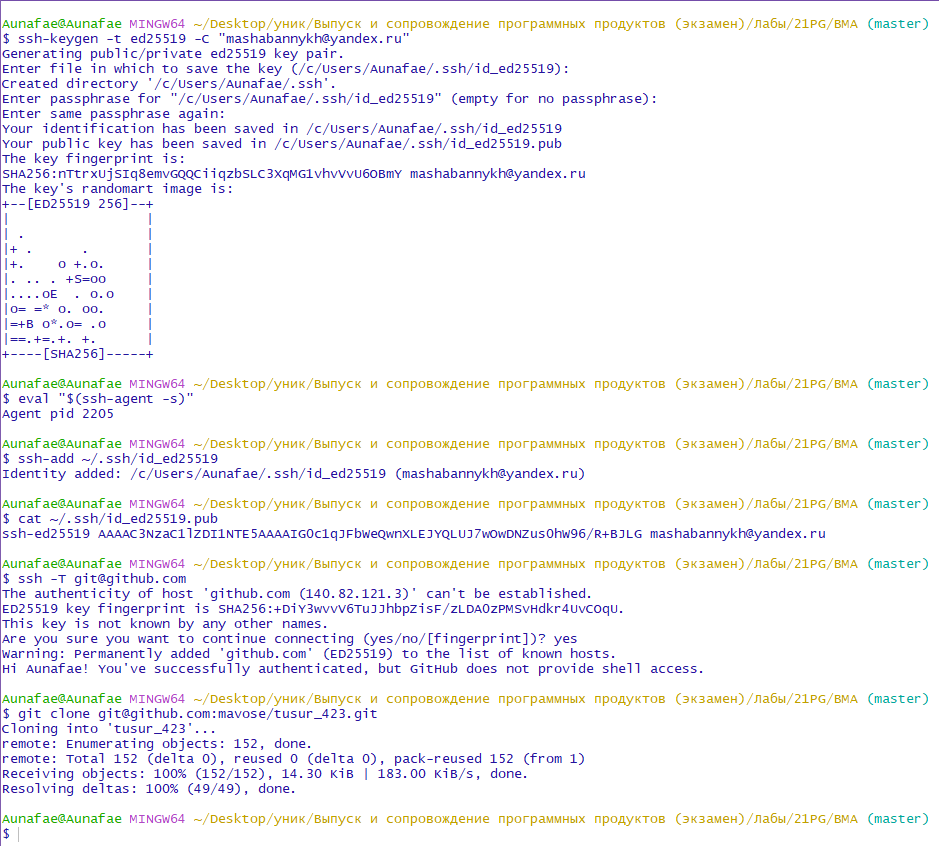 Aunafae@Aunafae MINGW64 ~/Desktop/уник/Выпуск и сопровождение программных продуктов (экзамен)/Лабы/21PG/BMA (master)
$ ssh-keygen -t ed25519 -C "mashabannykh@yandex.ru"
Generating public/private ed25519 key pair.
Enter file in which to save the key (/c/Users/Aunafae/.ssh/id_ed25519):
Created directory '/c/Users/Aunafae/.ssh'.
Enter passphrase for "/c/Users/Aunafae/.ssh/id_ed25519" (empty for no passphrase):
Enter same passphrase again:
Your identification has been saved in /c/Users/Aunafae/.ssh/id_ed25519
Your public key has been saved in /c/Users/Aunafae/.ssh/id_ed25519.pub
The key fingerprint is:
SHA256:nTtrxUjSIq8emvGQQCiiqzbSLC3XqMG1vhvVvU6OBmY mashabannykh@yandex.ru
The key's randomart image is:
+--[ED25519 256]--+
|                 |
| .               |
|+ .      .       |
|+.    o +.o.     |
|. .. . +S=oo     |
|....oE  . o.o    |
|o= =* o. oo.     |
|=+B o*.o= .o     |
|==.+=.+. +.      |
+----[SHA256]-----+
Aunafae@Aunafae MINGW64 ~/Desktop/уник/Выпуск и сопровождение программных продуктов (экзамен)/Лабы/21PG/BMA (master)
$ eval "$(ssh-agent -s)"
Agent pid 2205
Aunafae@Aunafae MINGW64 ~/Desktop/уник/Выпуск и сопровождение программных продуктов (экзамен)/Лабы/21PG/BMA (master)
$ ssh-add ~/.ssh/id_ed25519
Identity added: /c/Users/Aunafae/.ssh/id_ed25519 (mashabannykh@yandex.ru)
Aunafae@Aunafae MINGW64 ~/Desktop/уник/Выпуск и сопровождение программных продуктов (экзамен)/Лабы/21PG/BMA (master)
$ cat ~/.ssh/id_ed25519.pub
ssh-ed25519 AAAAC3NzaC1lZDI1NTE5AAAAIG0c1qJFbWeQwnXLEJYQLUJ7wOwDNZus0hW96/R+BJLG mashabannykh@yandex.ru
Aunafae@Aunafae MINGW64 ~/Desktop/уник/Выпуск и сопровождение программных продуктов (экзамен)/Лабы/21PG/BMA (master)
$ ssh -T git@github.com
The authenticity of host 'github.com (140.82.121.3)' can't be established.
ED25519 key fingerprint is SHA256:+DiY3wvvV6TuJJhbpZisF/zLDA0zPMSvHdkr4UvCOqU.
This key is not known by any other names.
Are you sure you want to continue connecting (yes/no/[fingerprint])? yes
Warning: Permanently added 'github.com' (ED25519) to the list of known hosts.
Hi Aunafae! You've successfully authenticated, but GitHub does not provide shell access.
Aunafae@Aunafae MINGW64 ~/Desktop/уник/Выпуск и сопровождение программных продуктов (экзамен)/Лабы/21PG/BMA (master)
$ git clone git@github.com:mavose/tusur_423.git
Cloning into 'tusur_423'...
remote: Enumerating objects: 152, done.
remote: Total 152 (delta 0), reused 0 (delta 0), pack-reused 152 (from 1)
Receiving objects: 100% (152/152), 14.30 KiB | 183.00 KiB/s, done.
Resolving deltas: 100% (49/49), done.
Aunafae@Aunafae MINGW64 ~/Desktop/уник/Выпуск и сопровождение программных продуктов (экзамен)/Лабы/21PG/BMA (master)
$